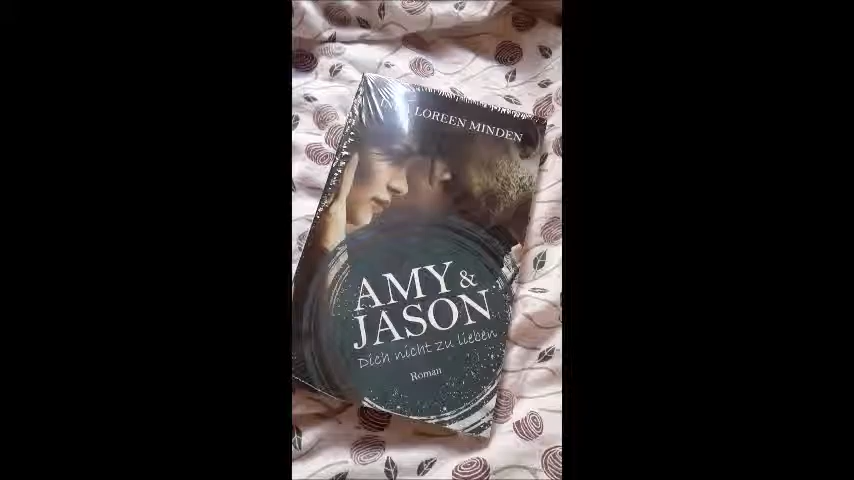 LOREEN MINDEN
AMY &
JASON
Dich nicht zu lieben
Roman